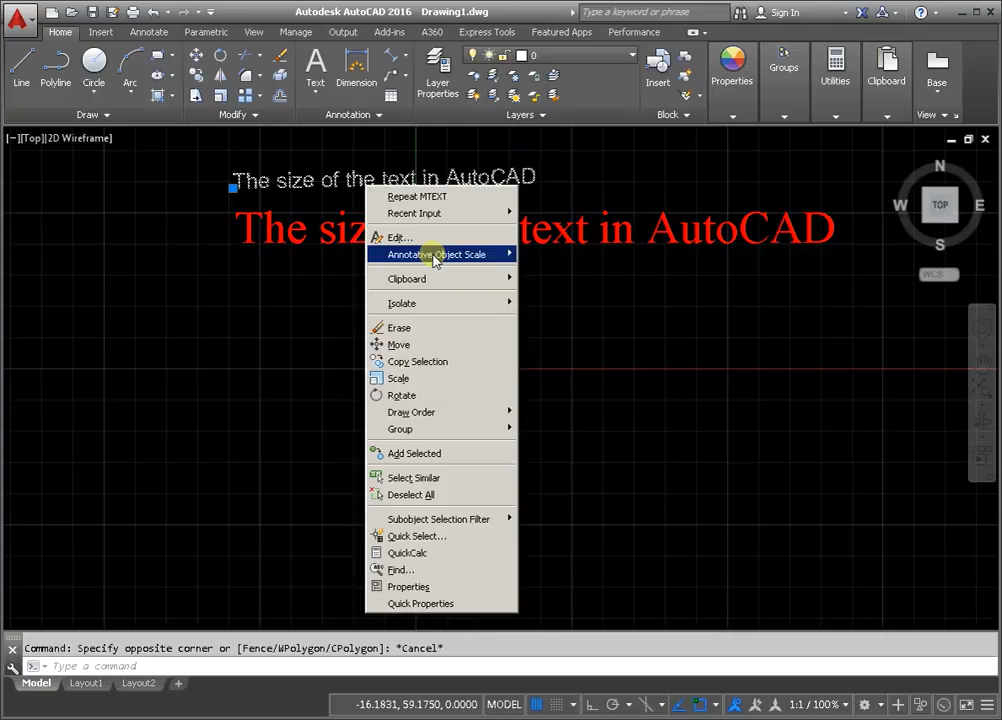 Autodesk AutoCAD 2016 Drawing1.dwg
Type a keyword or phrase
Sign In
Home Insert Annotate Parametric View Manage Output Add-ins A360 Express Tools Featured Apps Performance
Line Polyline Circle Arc
Text Dimension
Layer Properties
0
Insert
Properties
Groups
Utilities
Clipboard
Base
Draw Modify Annotation Layers Block View
[−][Top][2D Wireframe]
The size of the text in AutoCAD
The siz text in AutoCAD
N
W TOP E
S
WCS
Repeat MTEXT
Recent Input
Edit...
Annotative Object Scale
Clipboard
Isolate
Erase
Move
Copy Selection
Scale
Rotate
Draw Order
Group
Add Selected
Select Similar
Deselect All
Subobject Selection Filter
Quick Select...
QuickCalc
Find...
Properties
Quick Properties
Command: Specify opposite corner or [Fence/WPolygon/CPolygon]: *Cancel*
Type a command
Model Layout1 Layout2 +
-16.1831, 59.1750, 0.0000 MODEL 1:1 / 100%